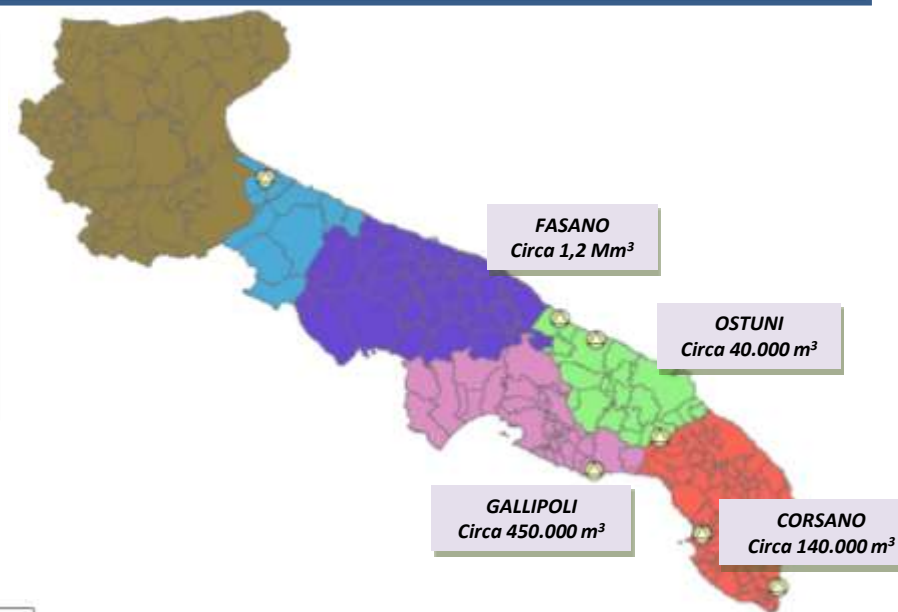 FASANO
Circa 1,2 Mm³
OSTUNI
Circa 40.000 m³
GALLIPOLI
Circa 450.000 m³
CORSANO
Circa 140.000 m³